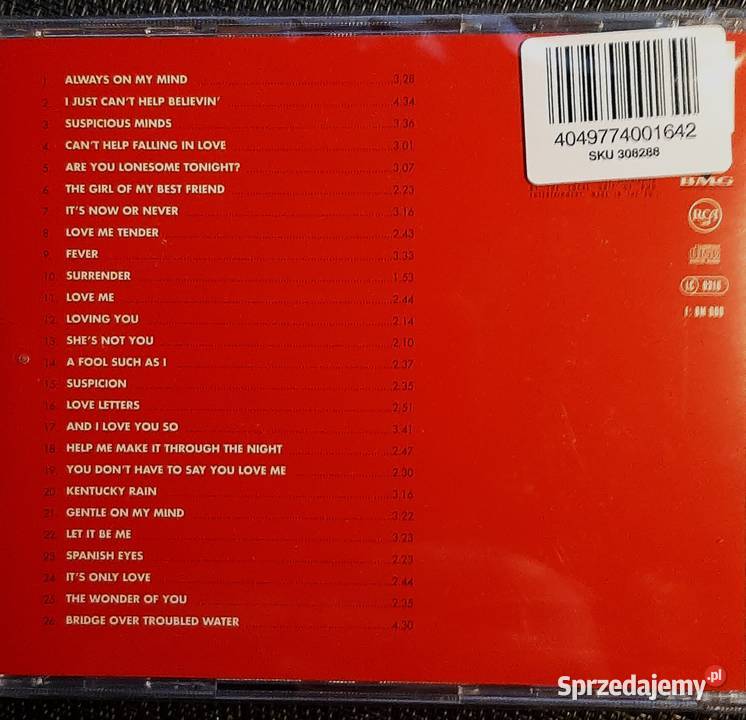 1. ALWAYS ON MY MIND 3,28
2. I JUST CAN'T HELP BELIEVIN' 4:34
3. SUSPICIOUS MINDS 3:36
4. CAN'T HELP FALLING IN LOVE 3:01
5. ARE YOU LONESOME TONIGHT? 3:07
6. THE GIRL OF MY BEST FRIEND 2:23
7. IT'S NOW OR NEVER 3:16
8. LOVE ME TENDER 2:43
9. FEVER 3:33
10. SURRENDER 1:53
11. LOVE ME 2:44
12. LOVING YOU 2:14
13. SHE'S NOT YOU 2:10
14. A FOOL SUCH AS I 2:37
15. SUSPICION 2:35
16. LOVE LETTERS 2:51
17. AND I LOVE YOU SO 3:41
18. HELP ME MAKE IT THROUGH THE NIGHT 2:47
19. YOU DON'T HAVE TO SAY YOU LOVE ME 2:30
20. KENTUCKY RAIN 3:16
21. GENTLE ON MY MIND 3:22
22. LET IT BE ME 3:23
23. SPANISH EYES 2:23
24. IT'S ONLY LOVE 2:44
25. THE WONDER OF YOU 2:35
26. BRIDGE OVER TROUBLED WATER 4:30
4049774001642
SKU 308288
BMG
RCA
disc
LC 0316
Sprzedajemy.pl